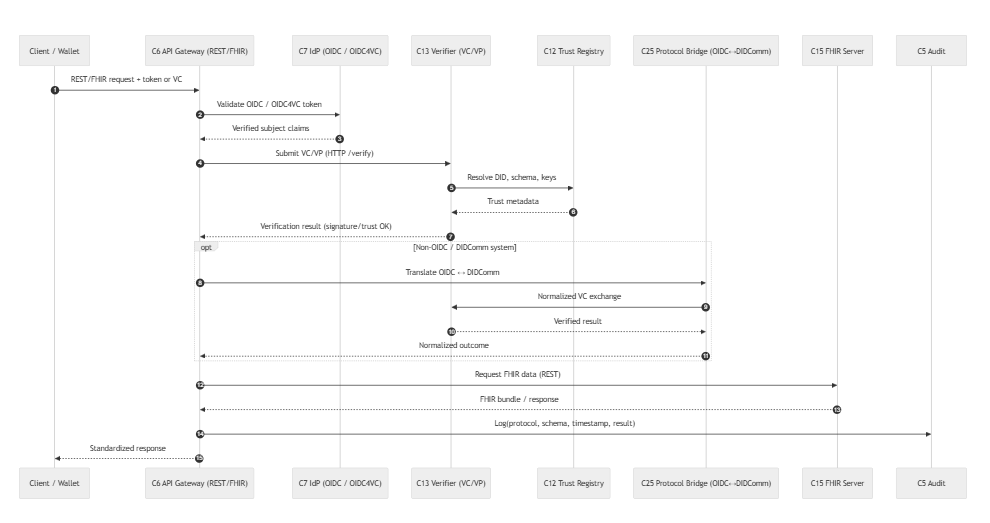 Client / Wallet
C6 API Gateway (REST/FHIR)
C7 IdP (OIDC / OIDC4VC)
C13 Verifier (VC/VP)
C12 Trust Registry
C25 Protocol Bridge (OIDC↔DIDComm)
C15 FHIR Server
C5 Audit
REST/FHIR request + token or VC
1
Validate OIDC / OIDC4VC token
2
Verified subject claims
3
Submit VC/VP (HTTP /verify)
4
Resolve DID, schema, keys
5
Trust metadata
6
Verification result (signature/trust OK)
7
opt
[Non-OIDC / DIDComm system]
Translate OIDC ↔ DIDComm
8
Normalized VC exchange
9
Verified result
10
Normalized outcome
11
Request FHIR data (REST)
12
FHIR bundle / response
13
Log(protocol, schema, timestamp, result)
14
Standardized response
15
Client / Wallet
C6 API Gateway (REST/FHIR)
C7 IdP (OIDC / OIDC4VC)
C13 Verifier (VC/VP)
C12 Trust Registry
C25 Protocol Bridge (OIDC↔DIDComm)
C15 FHIR Server
C5 Audit